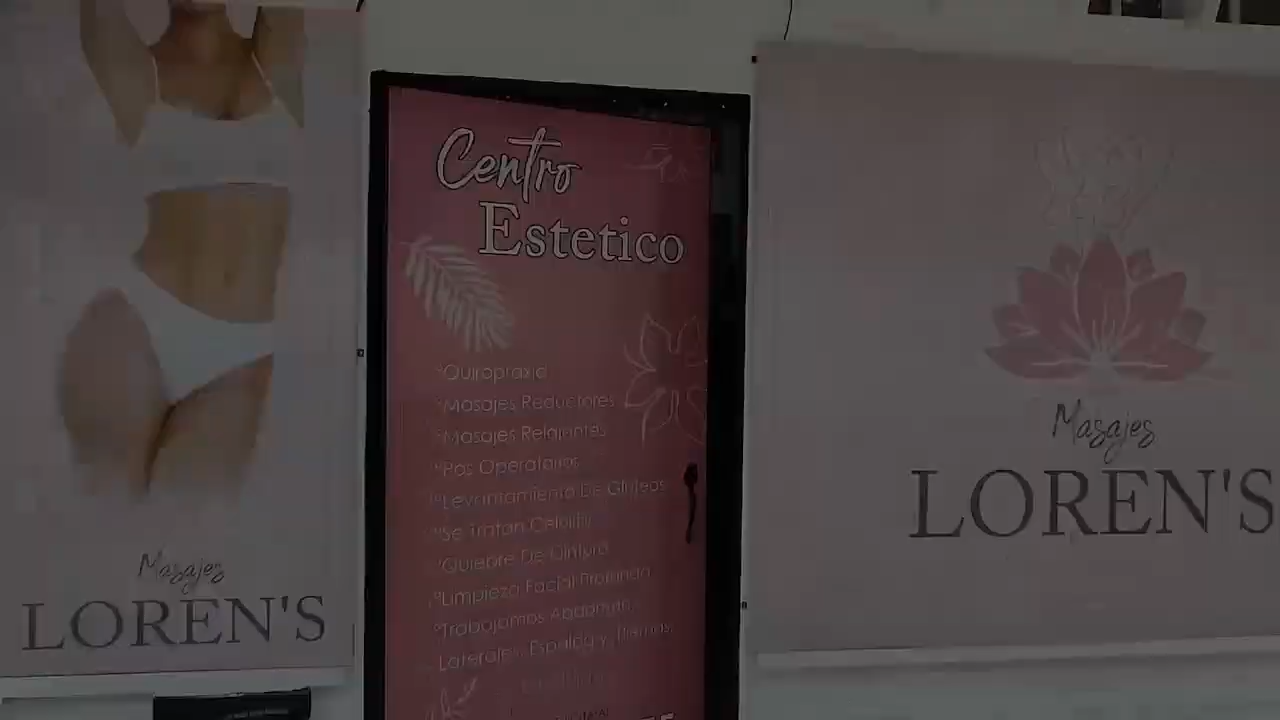 Centro
Estetico
*Quiropraxia
*Masajes Reductores
*Masajes Relajantes
*Pos Operatorios
*Levantamiento De Gluteos
*Se Tratan Celulitis
*Quiebre De Cintura
*Limpieza Facial Profunda
*Trabajamos Abdomen,
Laterales, Espalda y Piernas
Masajes
LOREN'S
Masajes
LOREN'S